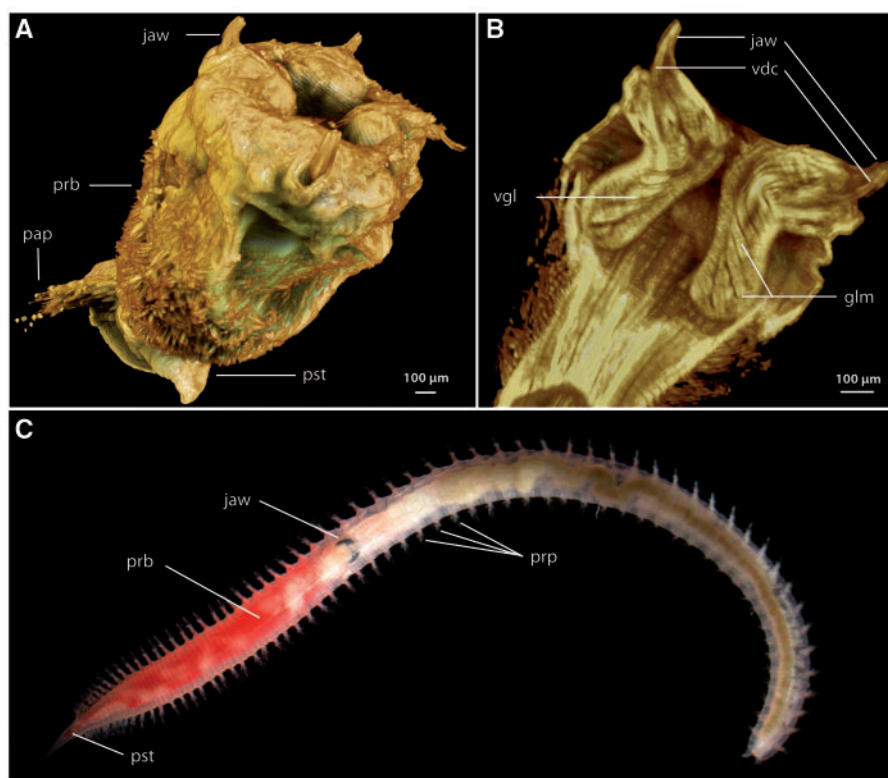 A
jaw
prb
pap
pst
100 µm
B
jaw
vdc
vgl
glm
100 µm
C
jaw
prb
prp
pst